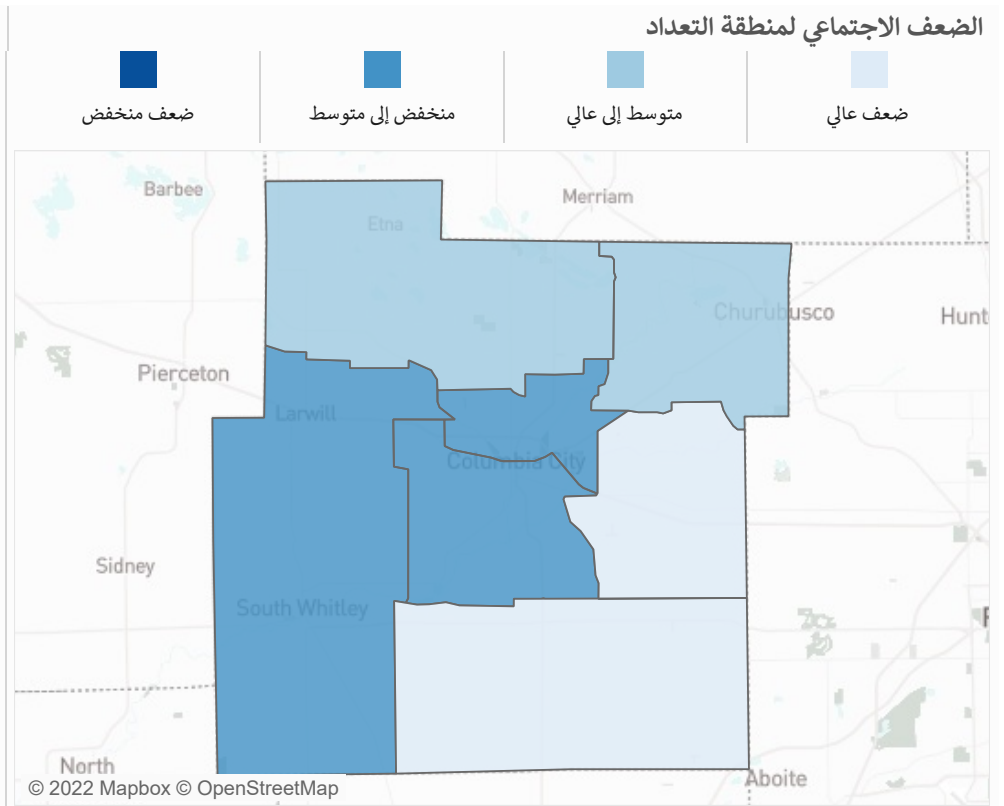 الضعف الاجتماعي لمنطقة التعداد
ضعف عالي
متوسط إلى عالي
منخفض إلى متوسط
ضعف منخفض
Barbee
Merriam
Etna
Churubusco
Hunt
Pierceton
Larwill
Columbia City
Sidney
South Whitley
North
Aboite
© 2022 Mapbox © OpenStreetMap